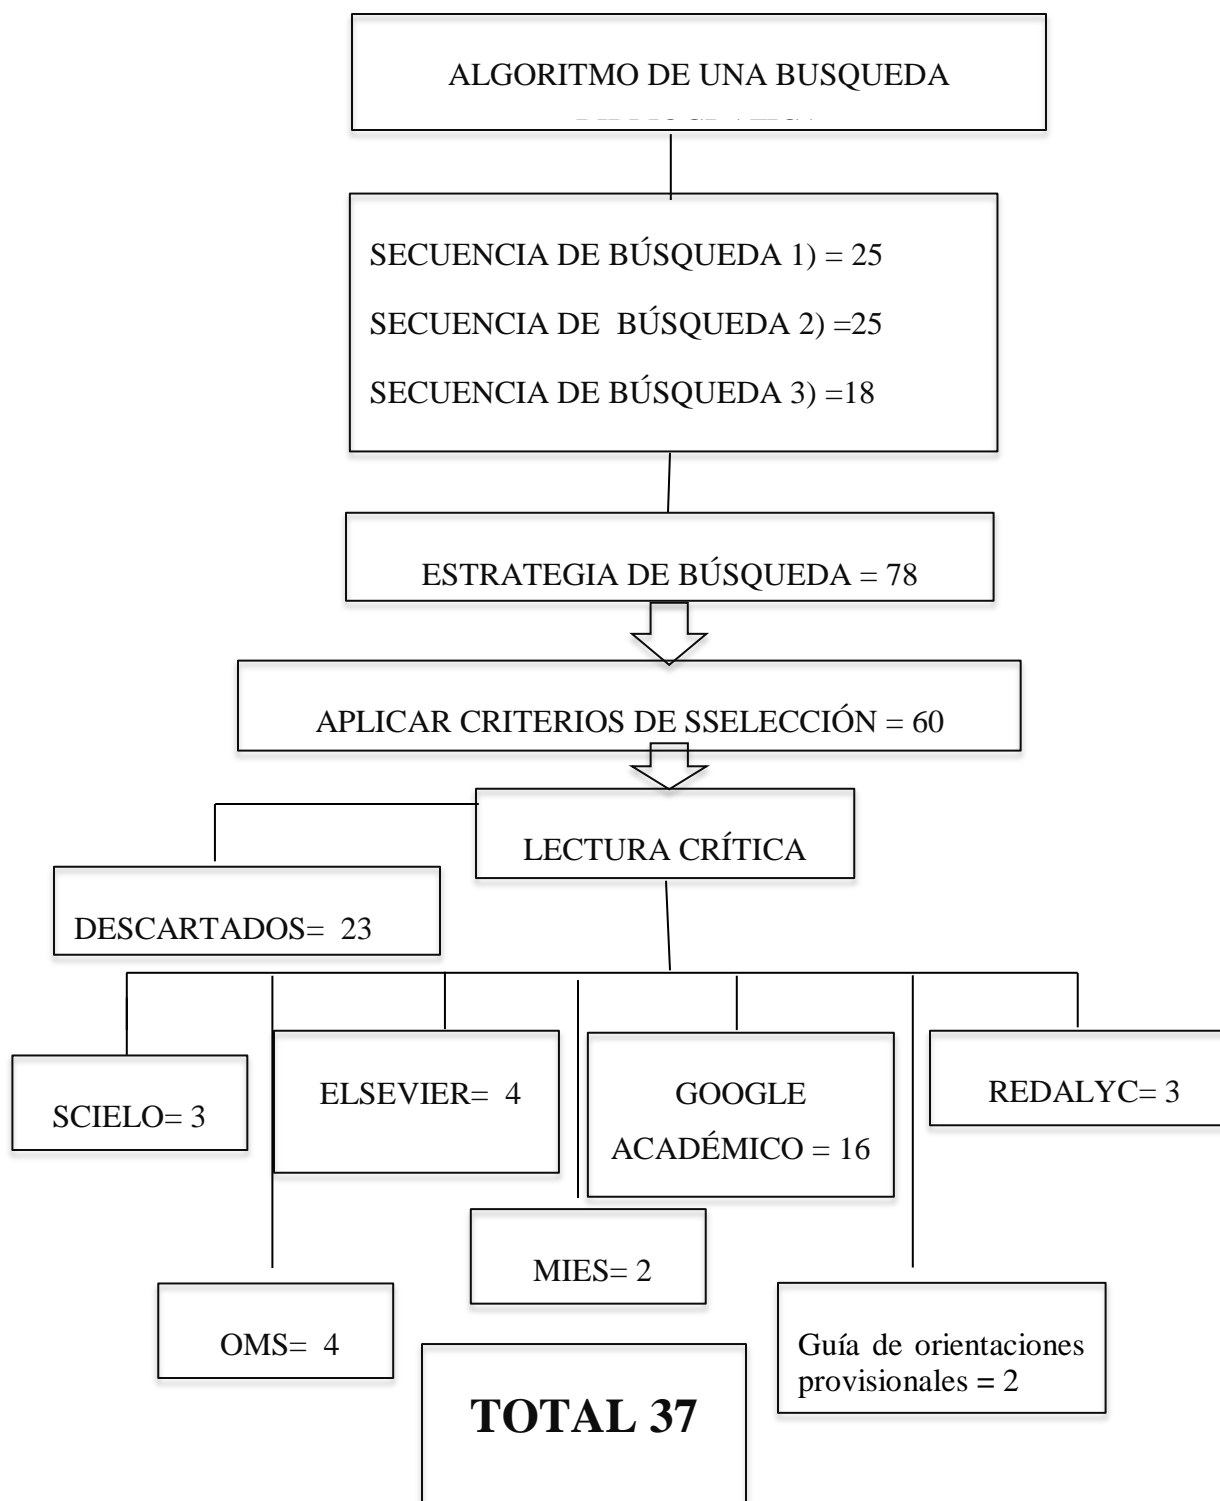 ALGORITMO DE UNA BUSQUEDA
SECUENCIA DE BÚSQUEDA 1) = 25
SECUENCIA DE BÚSQUEDA 2) =25
SECUENCIA DE BÚSQUEDA 3) =18
ESTRATEGIA DE BÚSQUEDA = 78
APLICAR CRITERIOS DE SSELECCIÓN = 60
LECTURA CRÍTICA
DESCARTADOS= 23
SCIELO= 3
ELSEVIER= 4
GOOGLE
ACADÉMICO = 16
REDALYC= 3
OMS= 4
MIES= 2
Guía de orientaciones
provisionales = 2
TOTAL 37